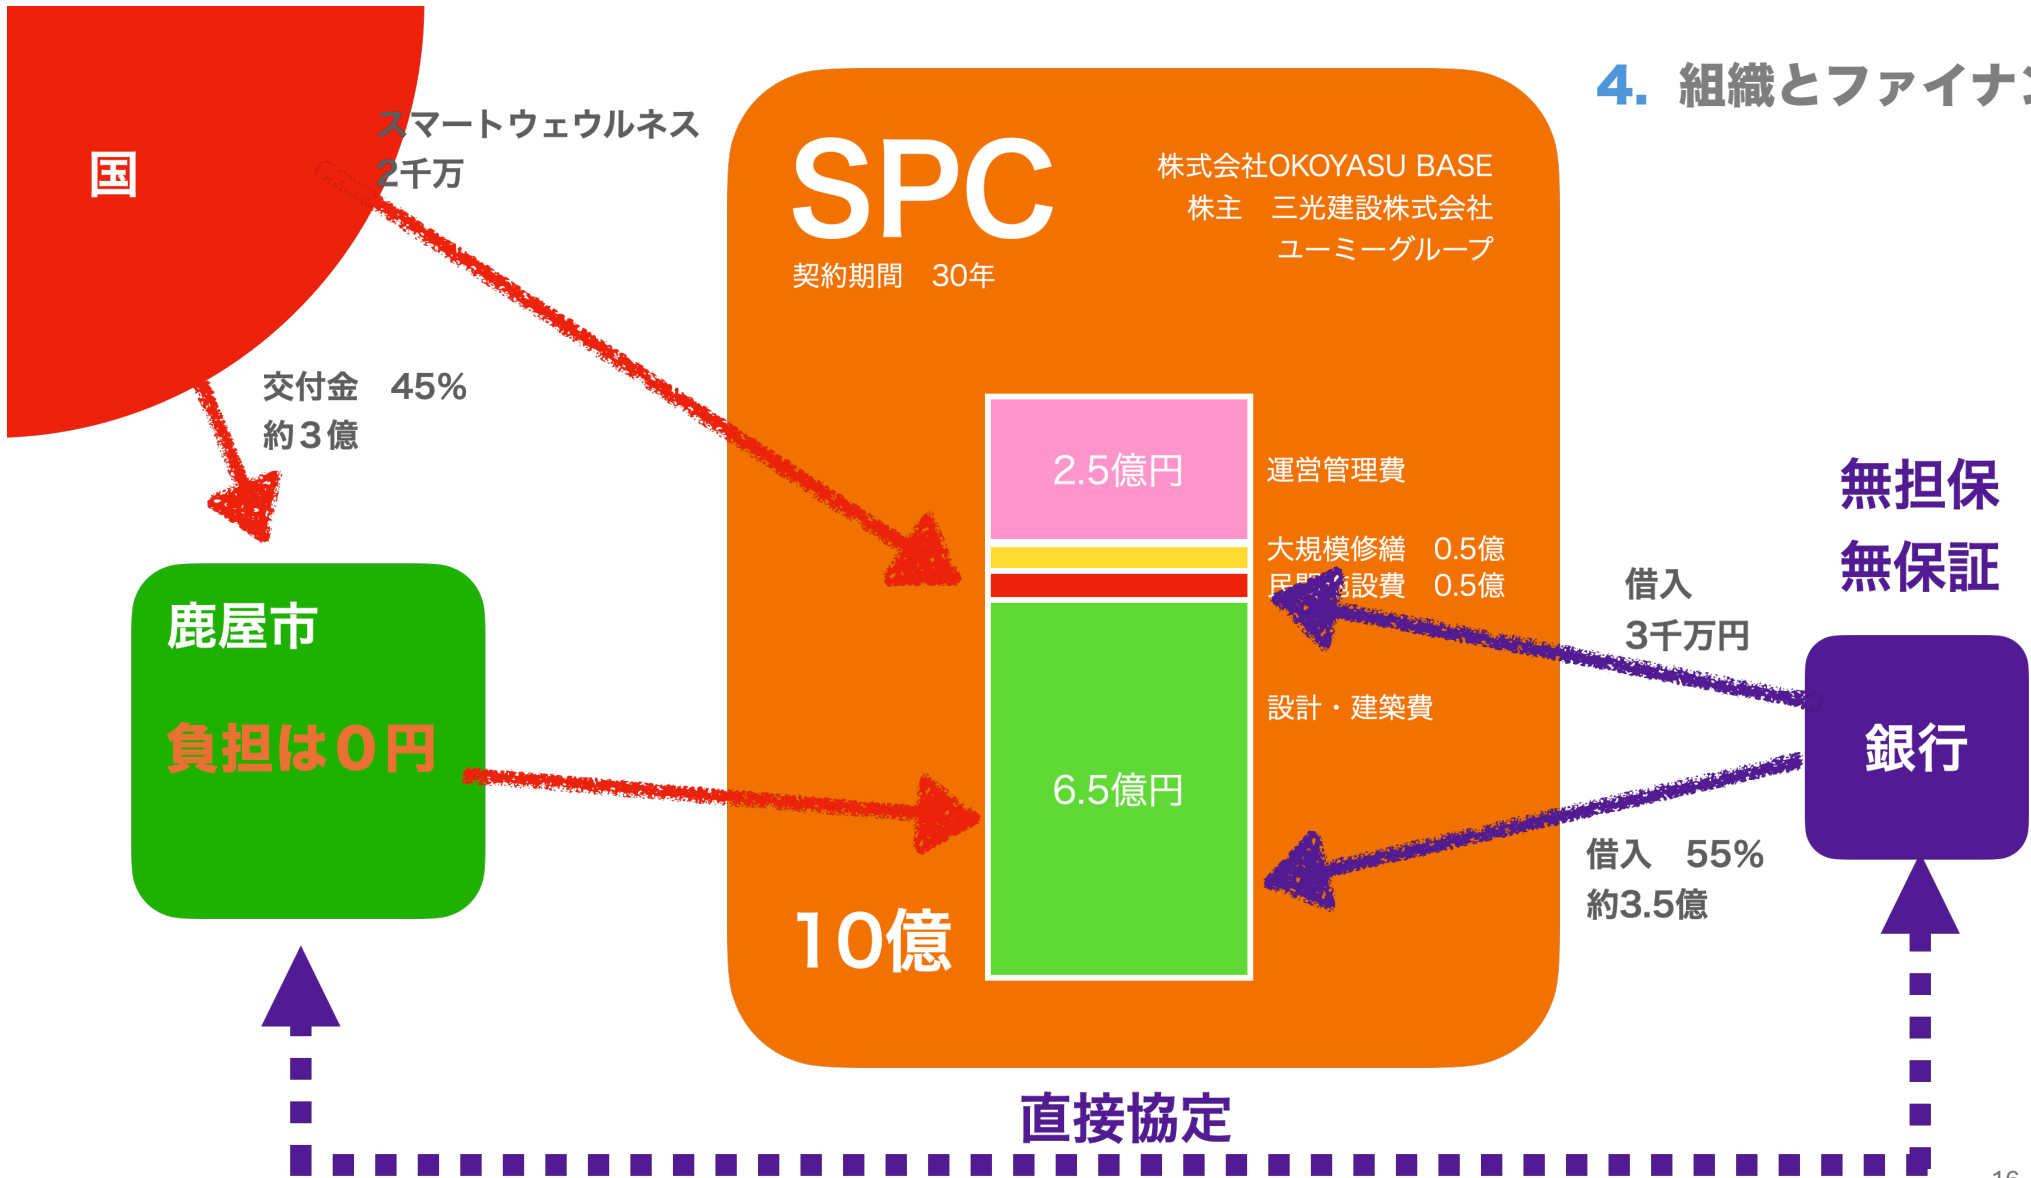 4. 組織とファイナン
国
スマートウェウルネス
2千万
交付金　45%
約３億
鹿屋市
負担は０円
SPC
契約期間　30年
株式会社OKOYASU BASE
株主　三光建設株式会社
ユーミーグループ
2.5億円
運営管理費
大規模修繕　0.5億
民間施設費　0.5億
設計・建築費
6.5億円
10億
無担保
無保証
借入
3千万円
銀行
借入　55%
約3.5億
直接協定
16